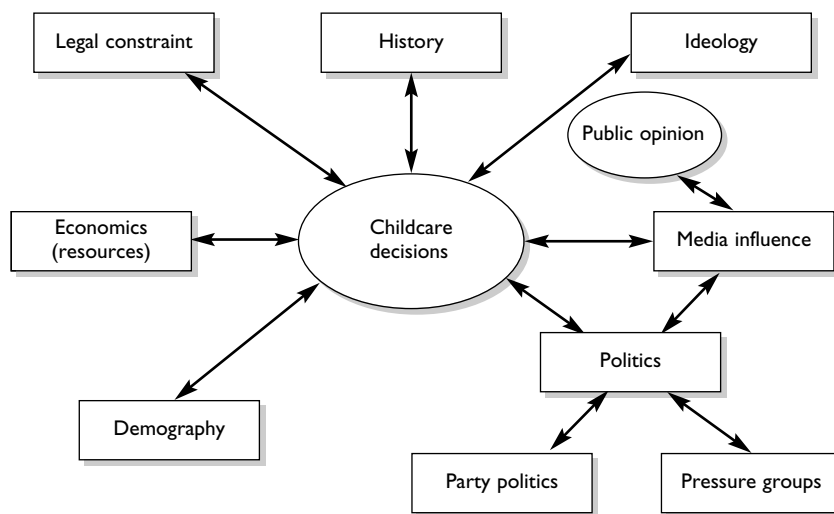 Legal constraint
History
Ideology
Public opinion
Economics
(resources)
Childcare
decisions
Media influence
Politics
Demography
Party politics
Pressure groups